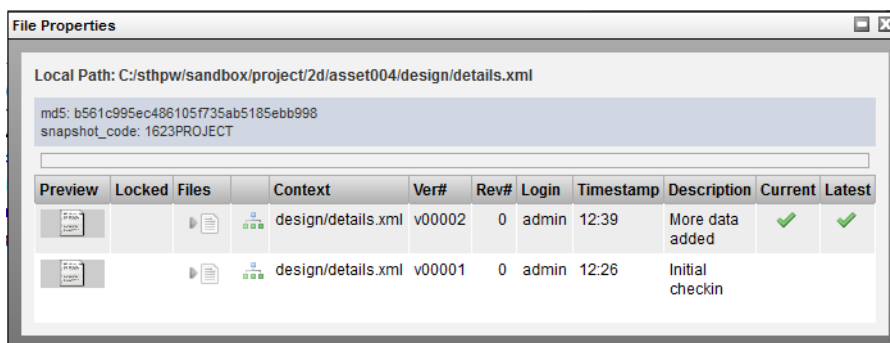 File Properties
Local Path: C:/sthpw/sandbox/project/2d/asset004/design/details.xml
md5: b561c995ec486105f735ab5185ebb998
snapshot_code: 1623PROJECT
Preview Locked Files Context Ver# Rev# Login Timestamp Description Current Latest
design/details.xml v00002 0 admin 12:39 More data
added
design/details.xml v00001 0 admin 12:26 Initial
checkin